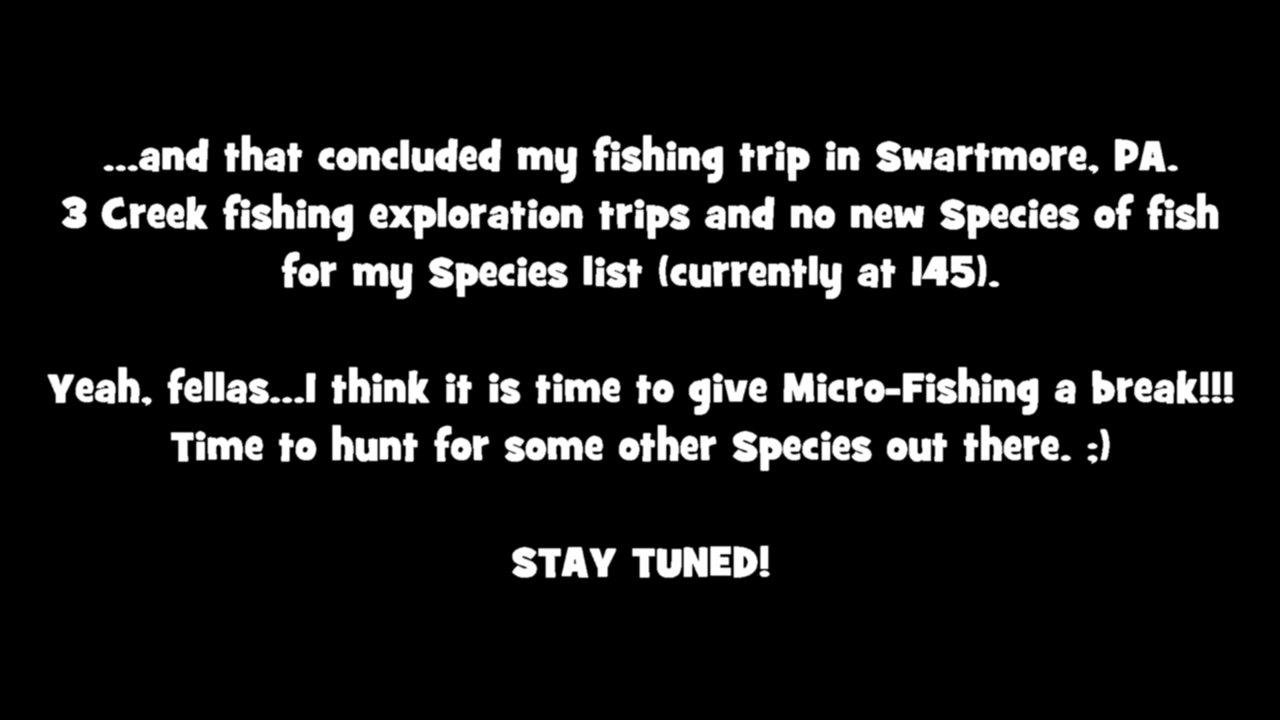 ...and that concluded my fishing trip in Swartmore, PA.
3 Creek fishing exploration trips and no new Species of fish
for my Species list (currently at 145).
Yeah, fellas...I think it is time to give Micro-Fishing a break!!!
Time to hunt for some other Species out there. ;)
STAY TUNED!